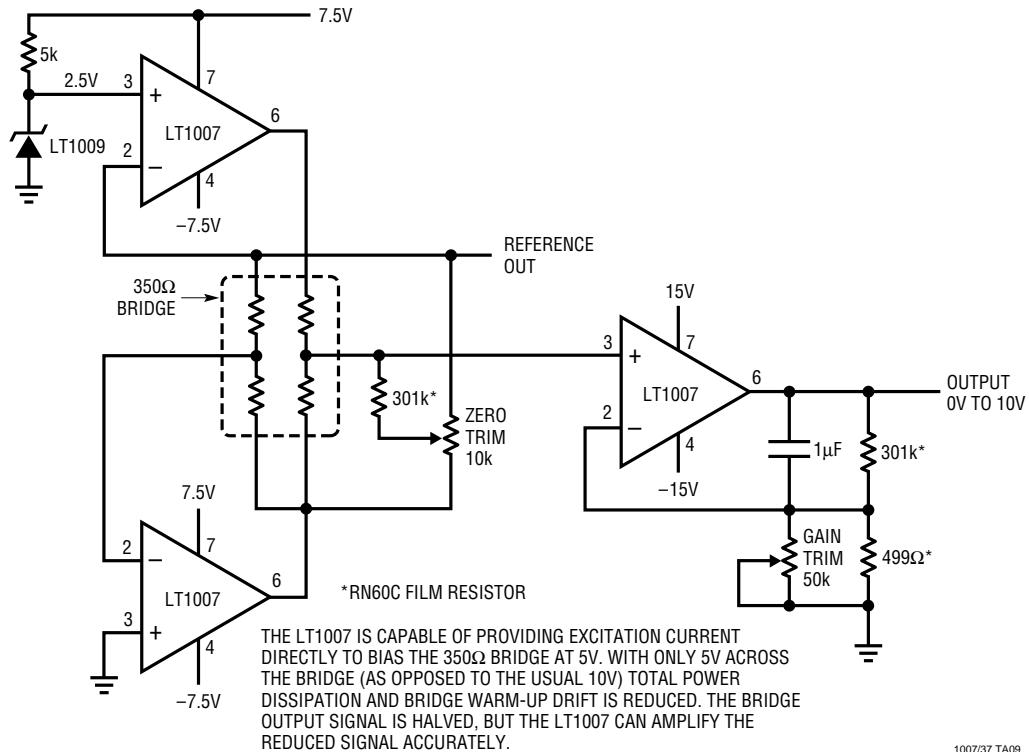 7.5V
5k
2.5V
3
7
+
6
LT1007
LT1009
2
−
4
−7.5V
REFERENCE
OUT
350Ω
BRIDGE
15V
3
7
+
6
LT1007
OUTPUT
0V TO 10V
2
−
4
−15V
301k*
ZERO
TRIM
10k
1µF
301k*
GAIN
TRIM
50k
499Ω*
7.5V
2
7
−
6
LT1007
3
+
4
−7.5V
*RN60C FILM RESISTOR
THE LT1007 IS CAPABLE OF PROVIDING EXCITATION CURRENT
DIRECTLY TO BIAS THE 350Ω BRIDGE AT 5V. WITH ONLY 5V ACROSS
THE BRIDGE (AS OPPOSED TO THE USUAL 10V) TOTAL POWER
DISSIPATION AND BRIDGE WARM-UP DRIFT IS REDUCED. THE BRIDGE
OUTPUT SIGNAL IS HALVED, BUT THE LT1007 CAN AMPLIFY THE
REDUCED SIGNAL ACCURATELY.
1007/37 TA09